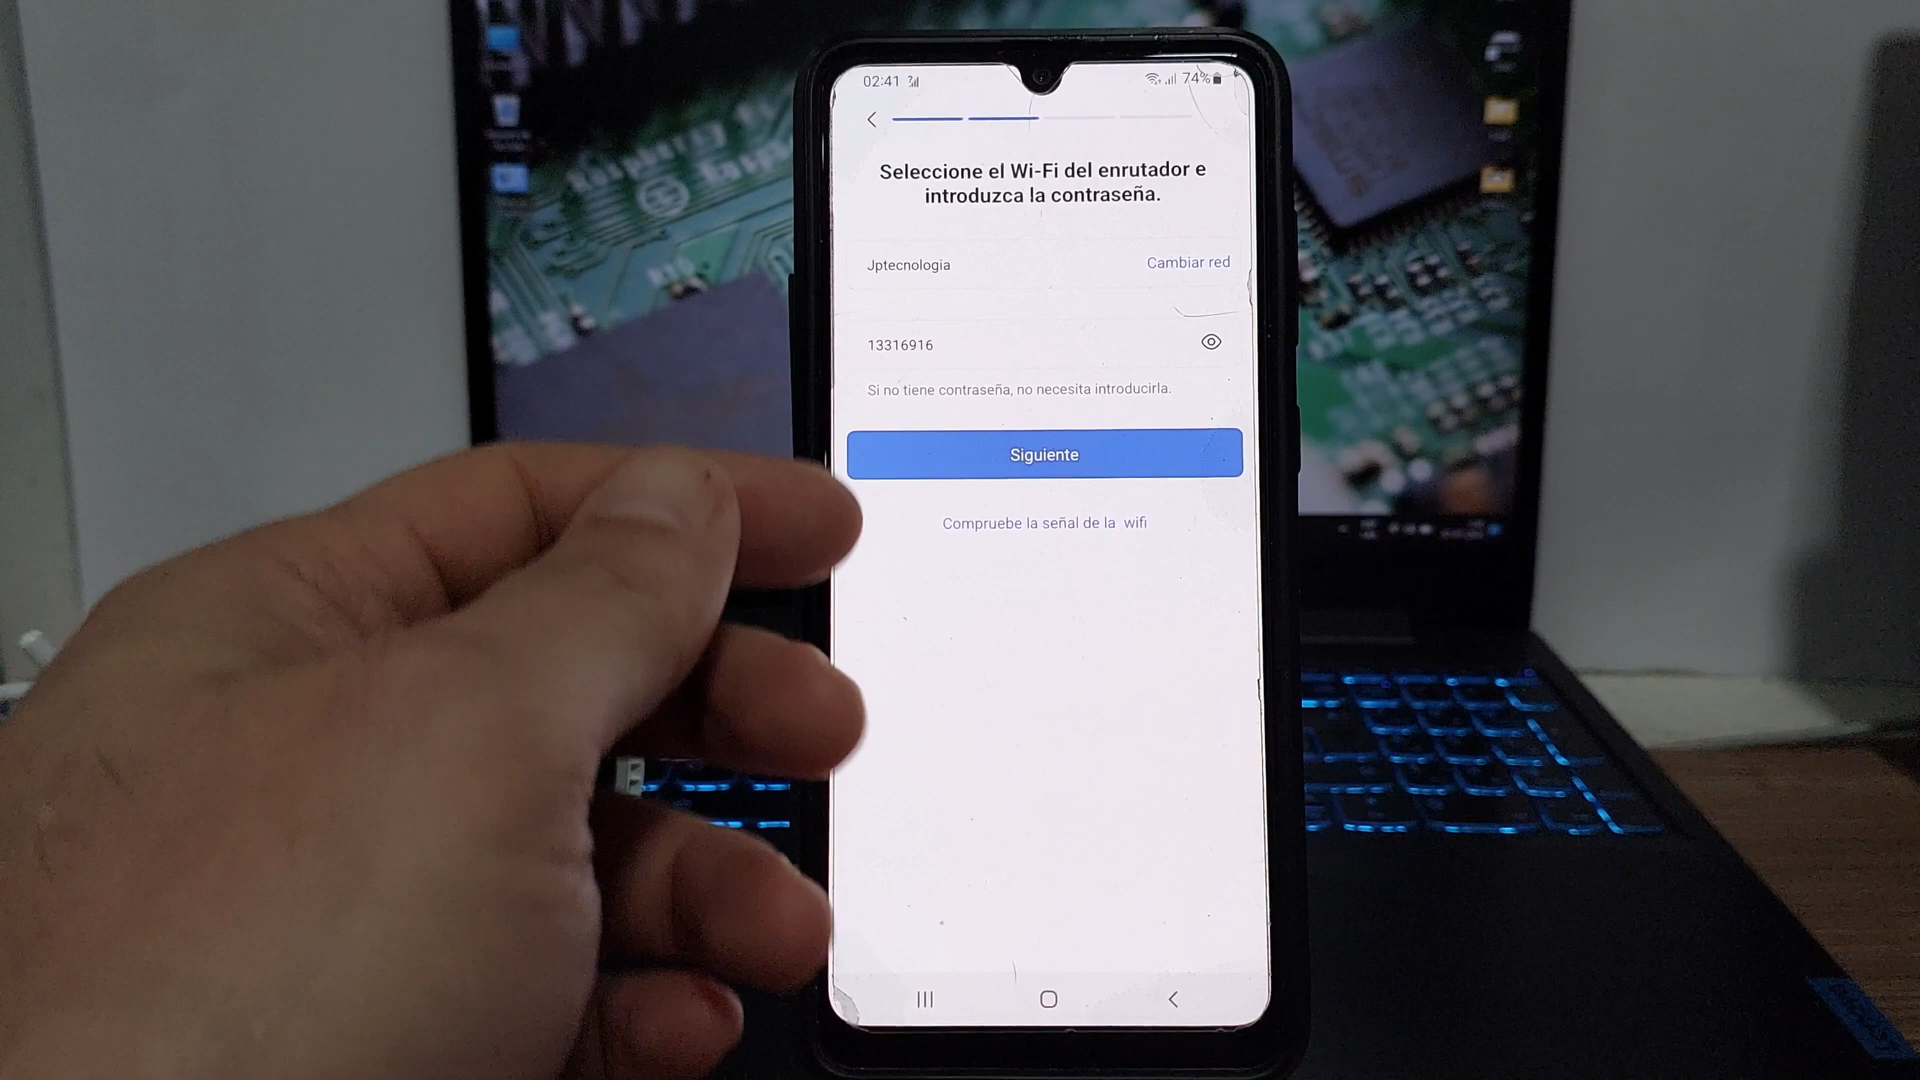 02:41
74%
Seleccione el Wi-Fi del enrutador e
introduzca la contraseña.
Jptecnologia
Cambiar red
13316916
Si no tiene contraseña, no necesita introducirla.
Siguiente
Compruebe la señal de la wifi